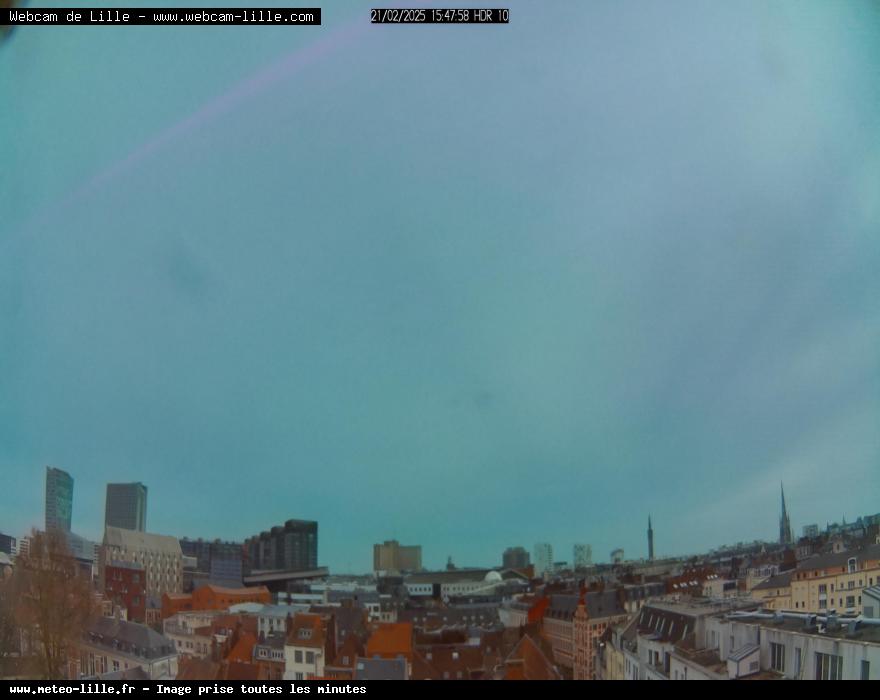 Webcam de Lille - www.webcam-lille.com
21/02/2025 15:47:58 HDR 10
www.meteo-lille.fr - Image prise toutes les minutes